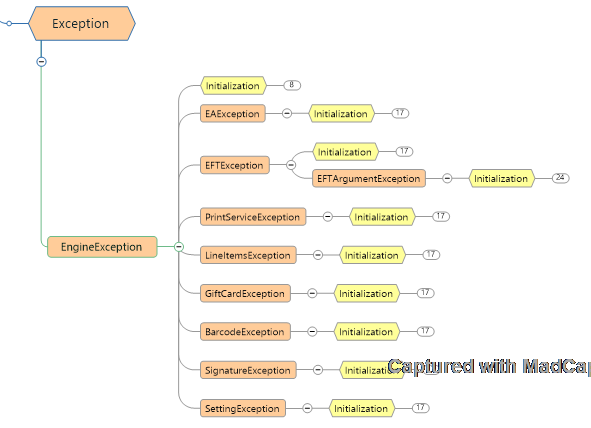 Exception
Initialization 8
EAException Initialization 17
Initialization 17
EFTException
EFTArgumentException Initialization 24
PrintServiceException Initialization 17
EngineException
LineItemsException Initialization 17
GiftCardException Initialization 17
BarcodeException Initialization 17
SignatureException Initialization
Captured with MadCap
SettingException Initialization 17